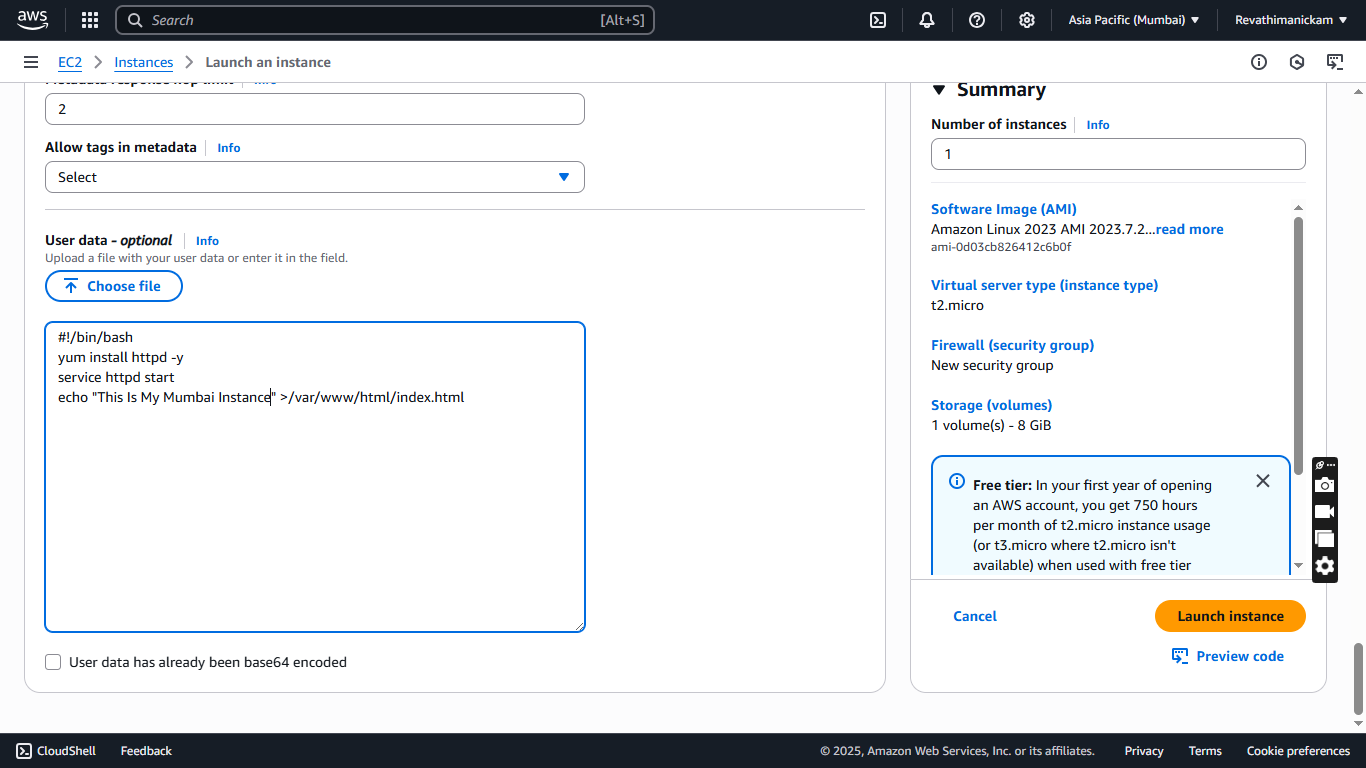 aws
Search [Alt+S]
Asia Pacific (Mumbai)
Revathimanickam
EC2 > Instances > Launch an instance
Metadata response hop limit Info
2
Allow tags in metadata Info
Select
User data - optional Info
Upload a file with your user data or enter it in the field.
Choose file
#!/bin/bash
yum install httpd -y
service httpd start
echo "This Is My Mumbai Instance" >/var/www/html/index.html
User data has already been base64 encoded
Summary
Number of instances Info
1
Software Image (AMI)
Amazon Linux 2023 AMI 2023.7.2...read more
ami-0d03cb826412c6b0f
Virtual server type (instance type)
t2.micro
Firewall (security group)
New security group
Storage (volumes)
1 volume(s) - 8 GiB
Free tier: In your first year of opening
an AWS account, you get 750 hours
per month of t2.micro instance usage
(or t3.micro where t2.micro isn't
available) when used with free tier
Cancel
Launch instance
Preview code
CloudShell Feedback
© 2025, Amazon Web Services, Inc. or its affiliates. Privacy Terms Cookie preferences